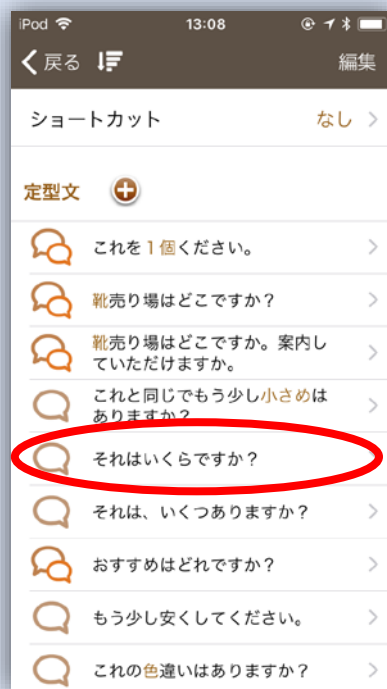 iPod 13:08
戻る 編集
ショートカット なし
定型文
これを1個ください。
靴売り場はどこですか？
靴売り場はどこですか。案内し
ていただけますか。
これと同じでもう少し小さめは
ありますか？
それはいくらですか？
それは、いくつありますか？
おすすめはどれですか？
もう少し安くしてください。
これの色違いはありますか？